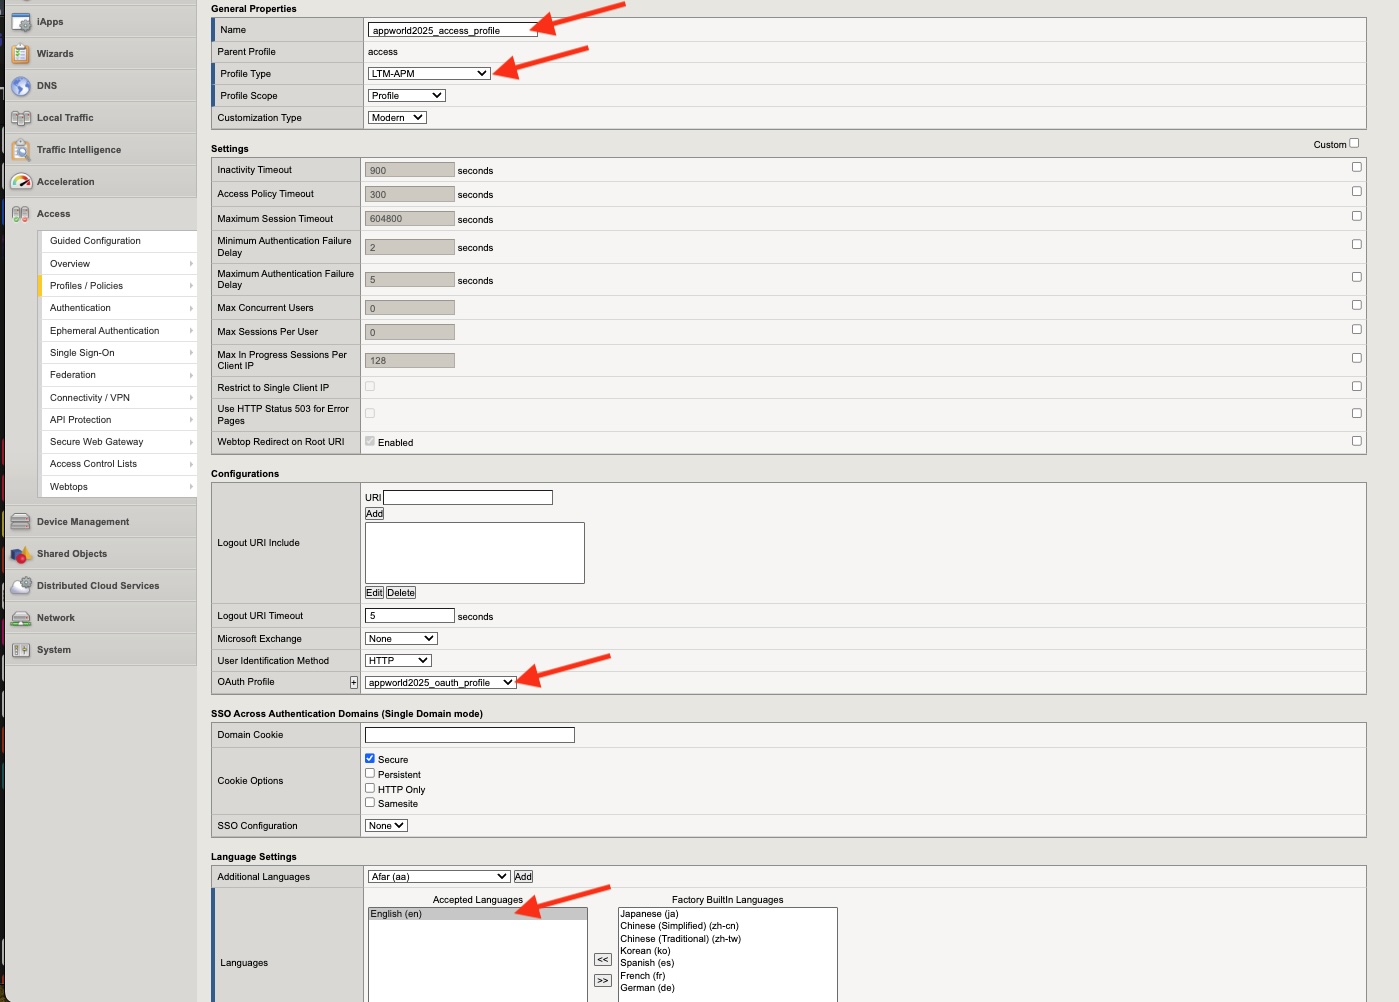 iApps
Wizards
DNS
Local Traffic
Traffic Intelligence
Acceleration
Access
Guided Configuration
Overview
Profiles / Policies
Authentication
Ephemeral Authentication
Single Sign-On
Federation
Connectivity / VPN
API Protection
Secure Web Gateway
Access Control Lists
Webtops
Device Management
Shared Objects
Distributed Cloud Services
Network
System
General Properties
Name appworld2025_access_profile
Parent Profile access
Profile Type LTM-APM
Profile Scope Profile
Customization Type Modern
Settings Custom
Inactivity Timeout 900 seconds
Access Policy Timeout 300 seconds
Maximum Session Timeout 604800 seconds
Minimum Authentication Failure
Delay 2 seconds
Maximum Authentication Failure
Delay 5 seconds
Max Concurrent Users 0
Max Sessions Per User 0
Max In Progress Sessions Per
Client IP 128
Restrict to Single Client IP
Use HTTP Status 503 for Error
Pages
Webtop Redirect on Root URI Enabled
Configurations
URI
Add
Logout URI Include
Edit Delete
Logout URI Timeout 5 seconds
Microsoft Exchange None
User Identification Method HTTP
OAuth Profile + appworld2025_oauth_profile
SSO Across Authentication Domains (Single Domain mode)
Domain Cookie
Cookie Options
Secure
Persistent
HTTP Only
Samesite
SSO Configuration None
Language Settings
Additional Languages Afar (aa) Add
Languages
Accepted Languages
English (en)
<<
>>
Factory BuiltIn Languages
Japanese (ja)
Chinese (Simplified) (zh-cn)
Chinese (Traditional) (zh-tw)
Korean (ko)
Spanish (es)
French (fr)
German (de)